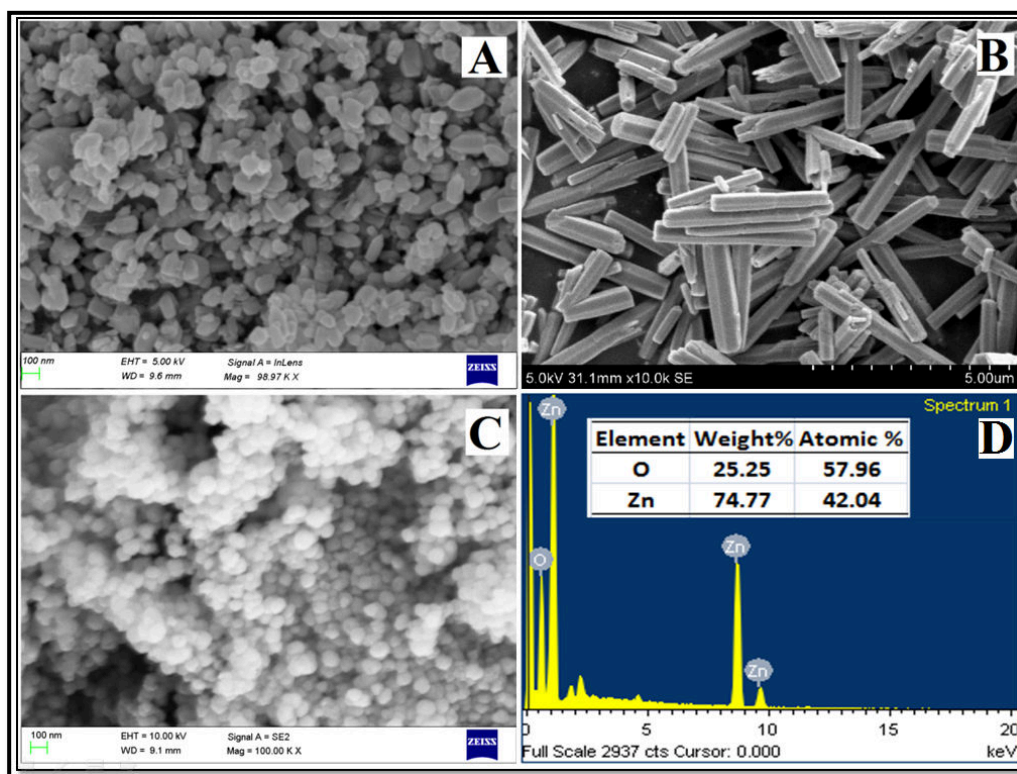 A
100 nm
EHT = 5.00 kV
Signal A = InLens
WD = 9.6 mm
Mag = 98.97 K X
ZEISS
B
5.0kV 31.1mm x10.0k SE
5.00um
C
100 nm
EHT = 10.00 kV
Signal A = SE2
WD = 9.1 mm
Mag = 100.00 K X
ZEISS
Spectrum 1
D
Element Weight% Atomic %
O 25.25 57.96
Zn 74.77 42.04
Zn
O
Zn
Zn
0 5 10 15 20
Full Scale 2937 cts Cursor: 0.000
keV